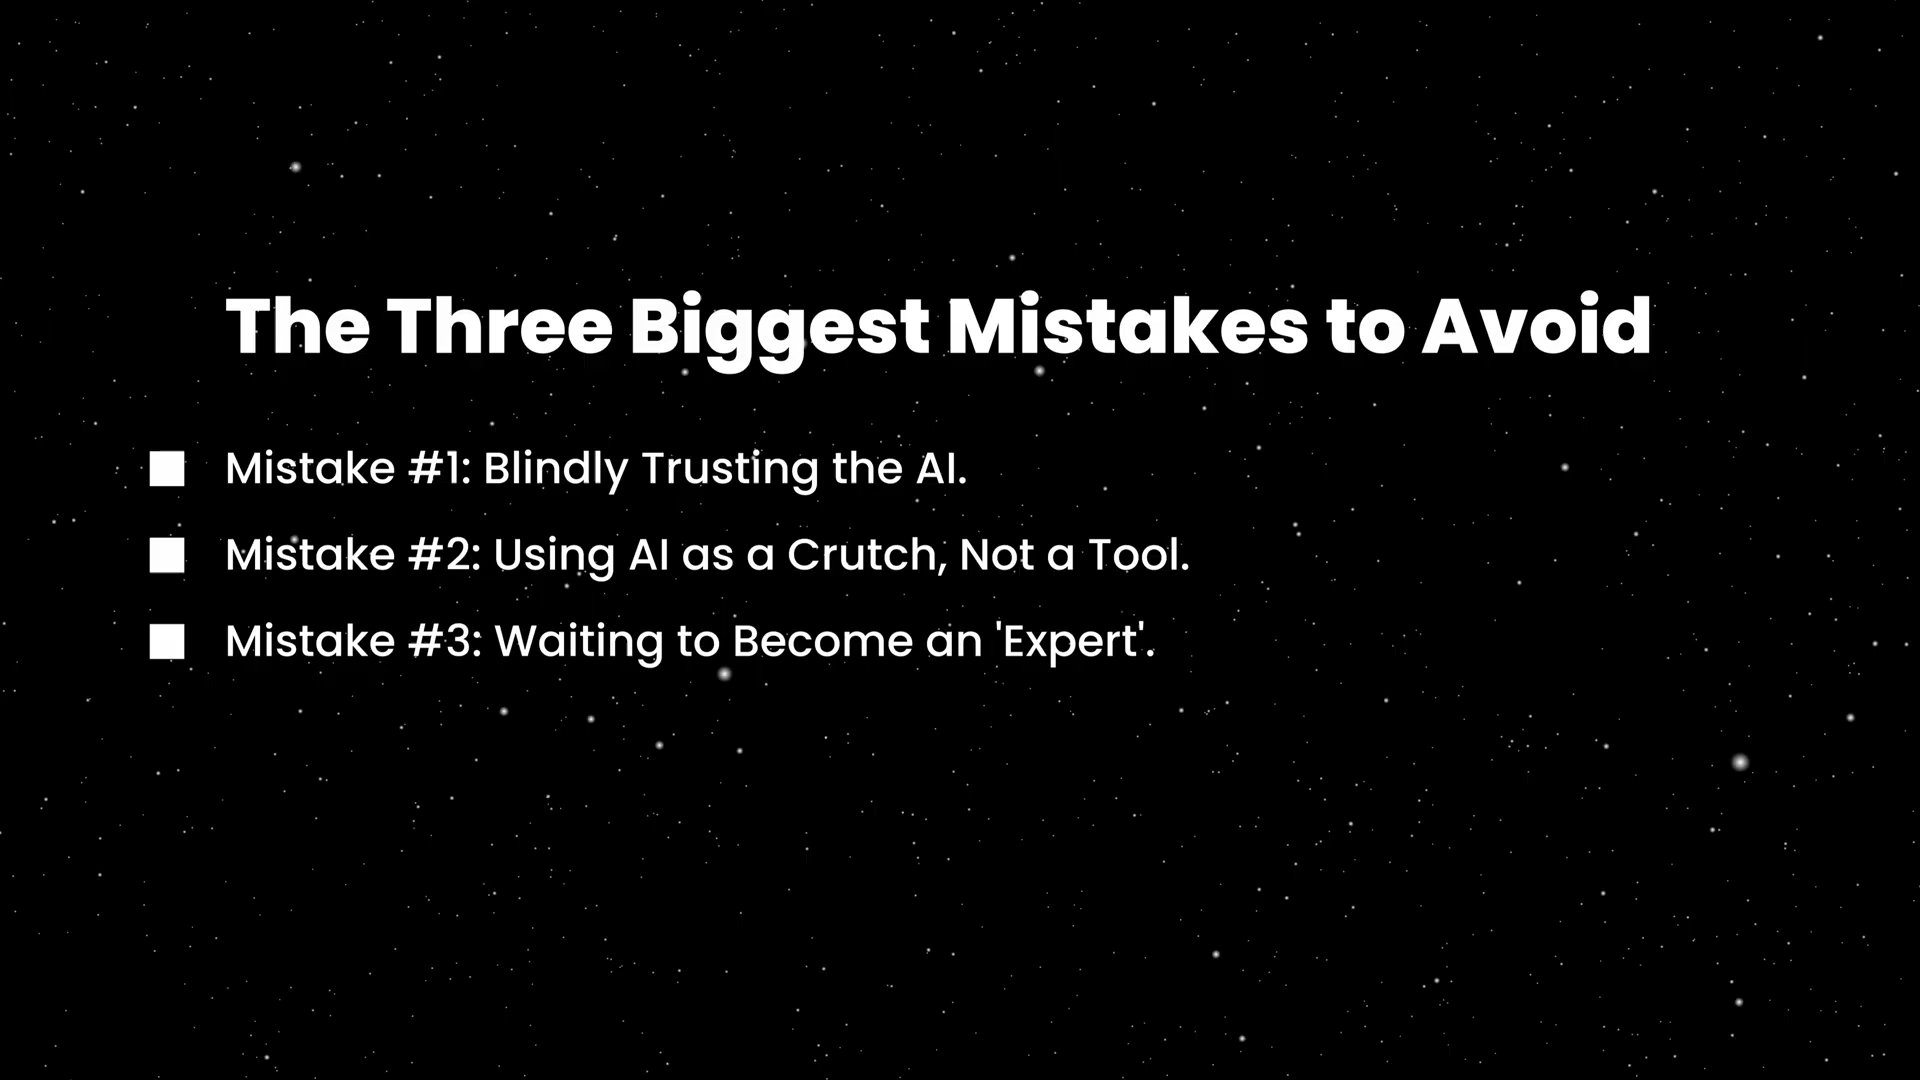 The Three Biggest Mistakes to Avoid
Mistake #1: Blindly Trusting the AI.
Mistake #2: Using AI as a Crutch, Not a Tool.
Mistake #3: Waiting to Become an 'Expert'.